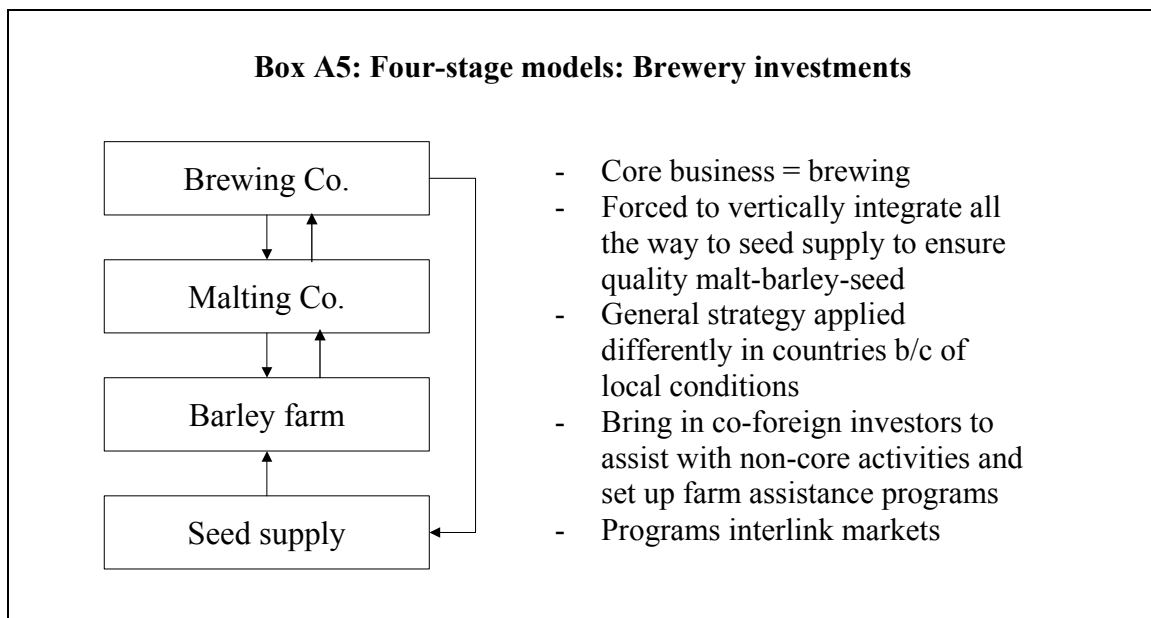 Box A5: Four-stage models: Brewery investments
Brewing Co.
Malting Co.
Barley farm
Seed supply
- Core business = brewing
- Forced to vertically integrate all
the way to seed supply to ensure
quality malt-barley-seed
- General strategy applied
differently in countries b/c of
local conditions
- Bring in co-foreign investors to
assist with non-core activities and
set up farm assistance programs
- Programs interlink markets